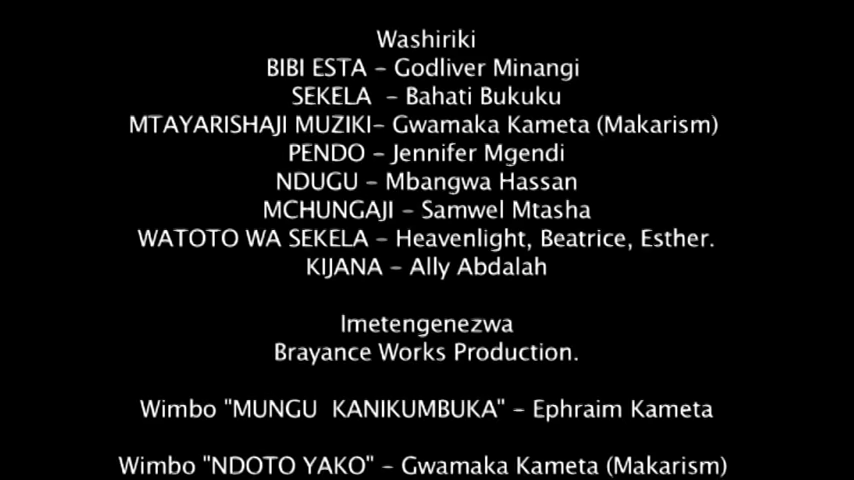 Washiriki
BIBI ESTA - Godliver Minangi
SEKELA - Bahati Bukuku
MTAYARISHAJI MUZIKI- Gwamaka Kameta (Makarism)
PENDO - Jennifer Mgendi
NDUGU - Mbangwa Hassan
MCHUNGAJI - Samwel Mtasha
WATOTO WA SEKELA - Heavenlight, Beatrice, Esther.
KIJANA - Ally Abdalah
Imetengenezwa
Brayance Works Production.
Wimbo "MUNGU KANIKUMBUKA" - Ephraim Kameta
Wimbo "NDOTO YAKO" - Gwamaka Kameta (Makarism)